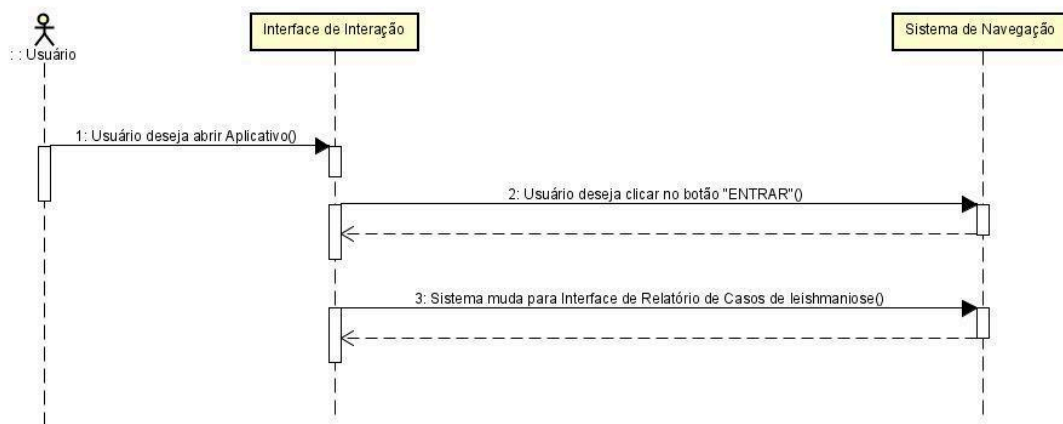 Interface de Interação
Sistema de Navegação
: : Usuário
1: Usuário deseja abrir Aplicativo()
2: Usuário deseja clicar no botão "ENTRAR"()
3: Sistema muda para Interface de Relatório de Casos de leishmaniose()